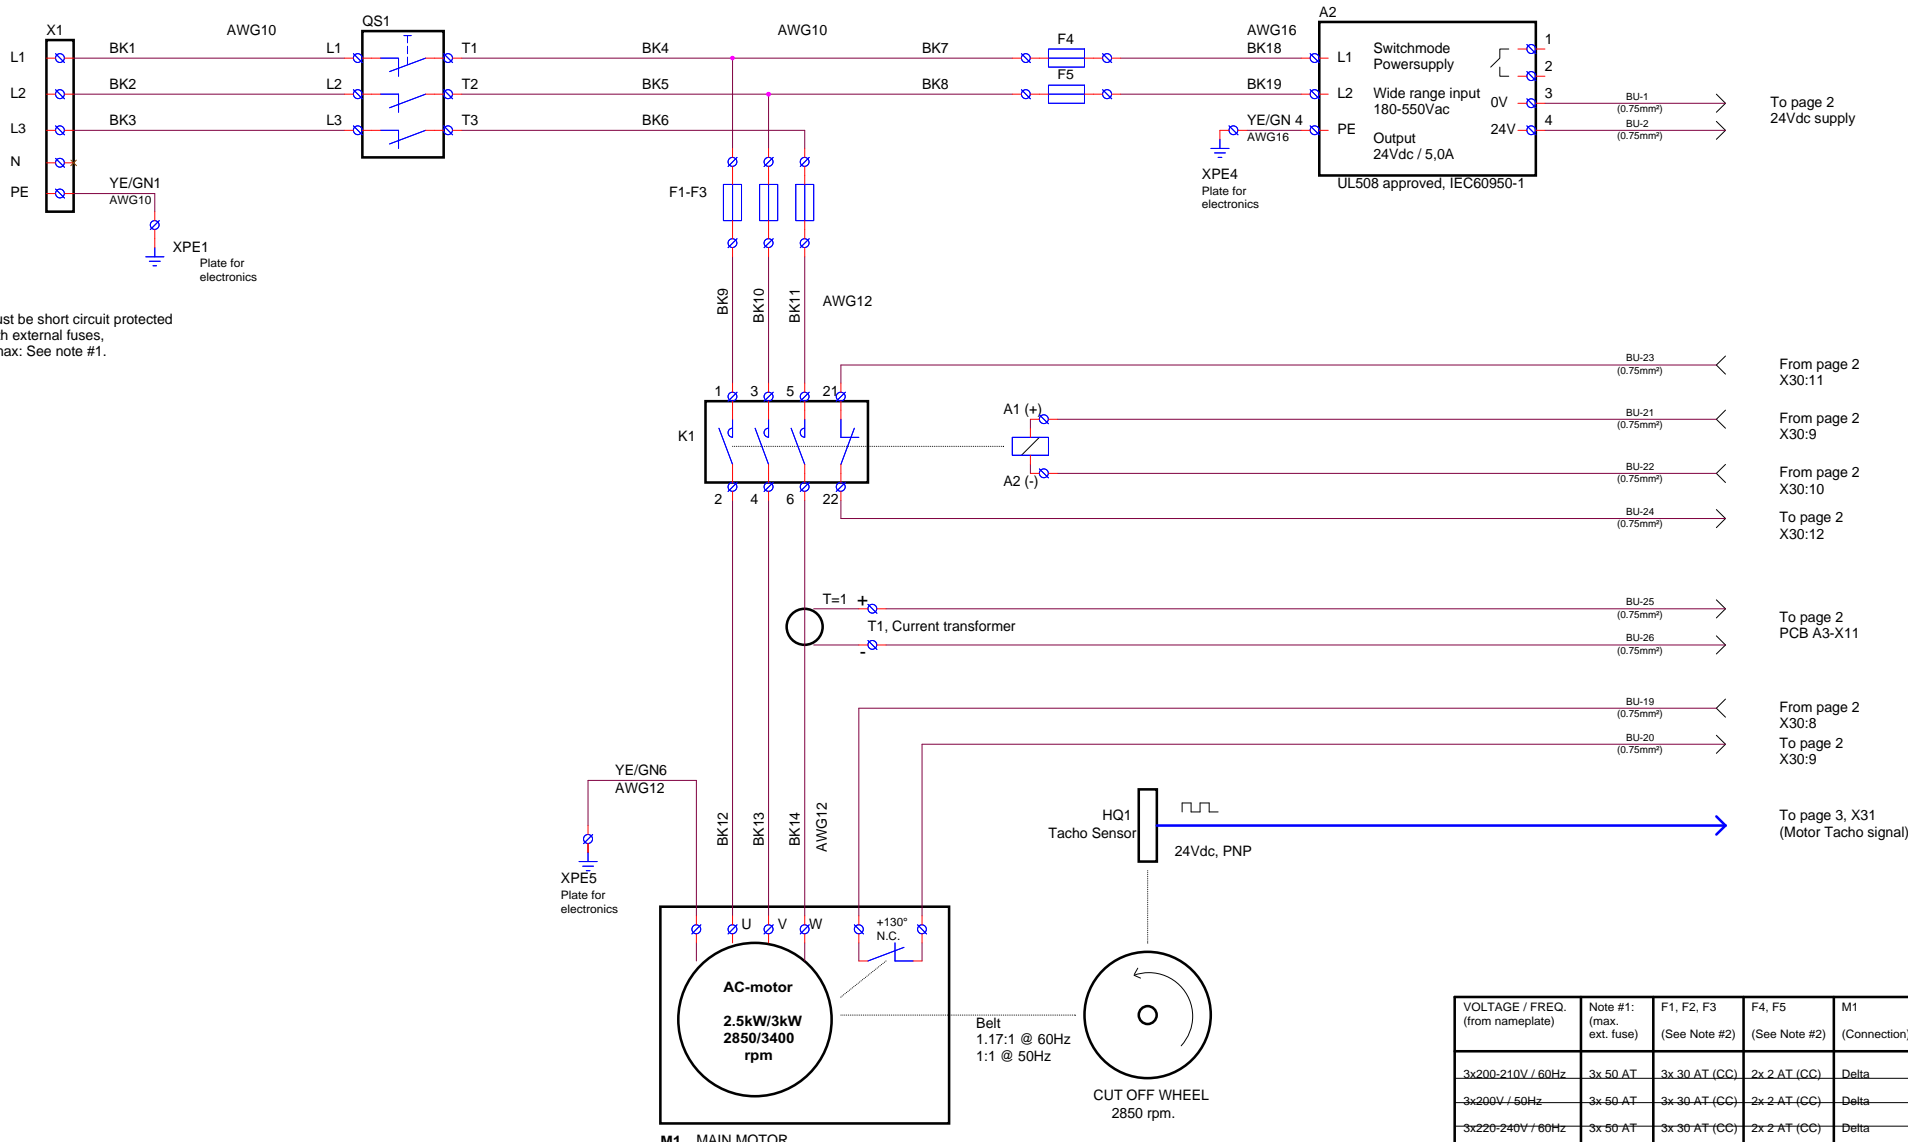 X1
AWG10
QS1
AWG10
AWG16
A2
L1
BK1
L1
T1
BK4
BK7
F4
BK18
L1
Switchmode
Powersupply
1
2
L2
BK2
L2
T2
BK5
BK8
F5
BK19
L2
Wide range input
180-550Vac
0V
3
BU-1
(0.75mm²)
To page 2
24Vdc supply
L3
BK3
L3
T3
BK6
YE/GN 4
AWG16
PE
Output
24Vdc / 5,0A
24V
4
BU-2
(0.75mm²)
N
PE
YE/GN1
AWG10
F1-F3
XPE4
Plate for
electronics
UL508 approved, IEC60950-1
XPE1
Plate for
electronics
BK9
BK10
BK11
AWG12
ust be short circuit protected
th external fuses,
nax: See note #1.
BU-23
(0.75mm²)
From page 2
X30:11
1
3
5
21
K1
A1 (+)
BU-21
(0.75mm²)
From page 2
X30:9
A2 (-)
BU-22
(0.75mm²)
From page 2
X30:10
2
4
6
22
BU-24
(0.75mm²)
To page 2
X30:12
T=1
+
T1, Current transformer
-
BU-25
(0.75mm²)
BU-26
(0.75mm²)
To page 2
PCB A3-X11
BU-19
(0.75mm²)
From page 2
X30:8
BU-20
(0.75mm²)
To page 2
X30:9
YE/GN6
AWG12
BK12
BK13
BK14
AWG12
HQ1
Tacho Sensor
24Vdc, PNP
To page 3, X31
(Motor Tacho signal)
XPE5
Plate for
electronics
U
V
W
+130°
N.C.
AC-motor
2.5kW/3kW
2850/3400
rpm
Belt
1.17:1 @ 60Hz
1:1 @ 50Hz
CUT OFF WHEEL
2850 rpm.
M1 MAIN MOTOR
VOLTAGE / FREQ.
(from nameplate)
Note #1:
(max.
ext. fuse)
F1, F2, F3
(See Note #2)
F4, F5
(See Note #2)
M1
(Connection)
3x200-210V / 60Hz 3x 50 AT 3x 30 AT (CC) 2x 2 AT (CC) Delta
3x200V / 50Hz 3x 50 AT 3x 30 AT (CC) 2x 2 AT (CC) Delta
3x220-240V / 60Hz 3x 50 AT 3x 30 AT (CC) 2x 2 AT (CC) Delta